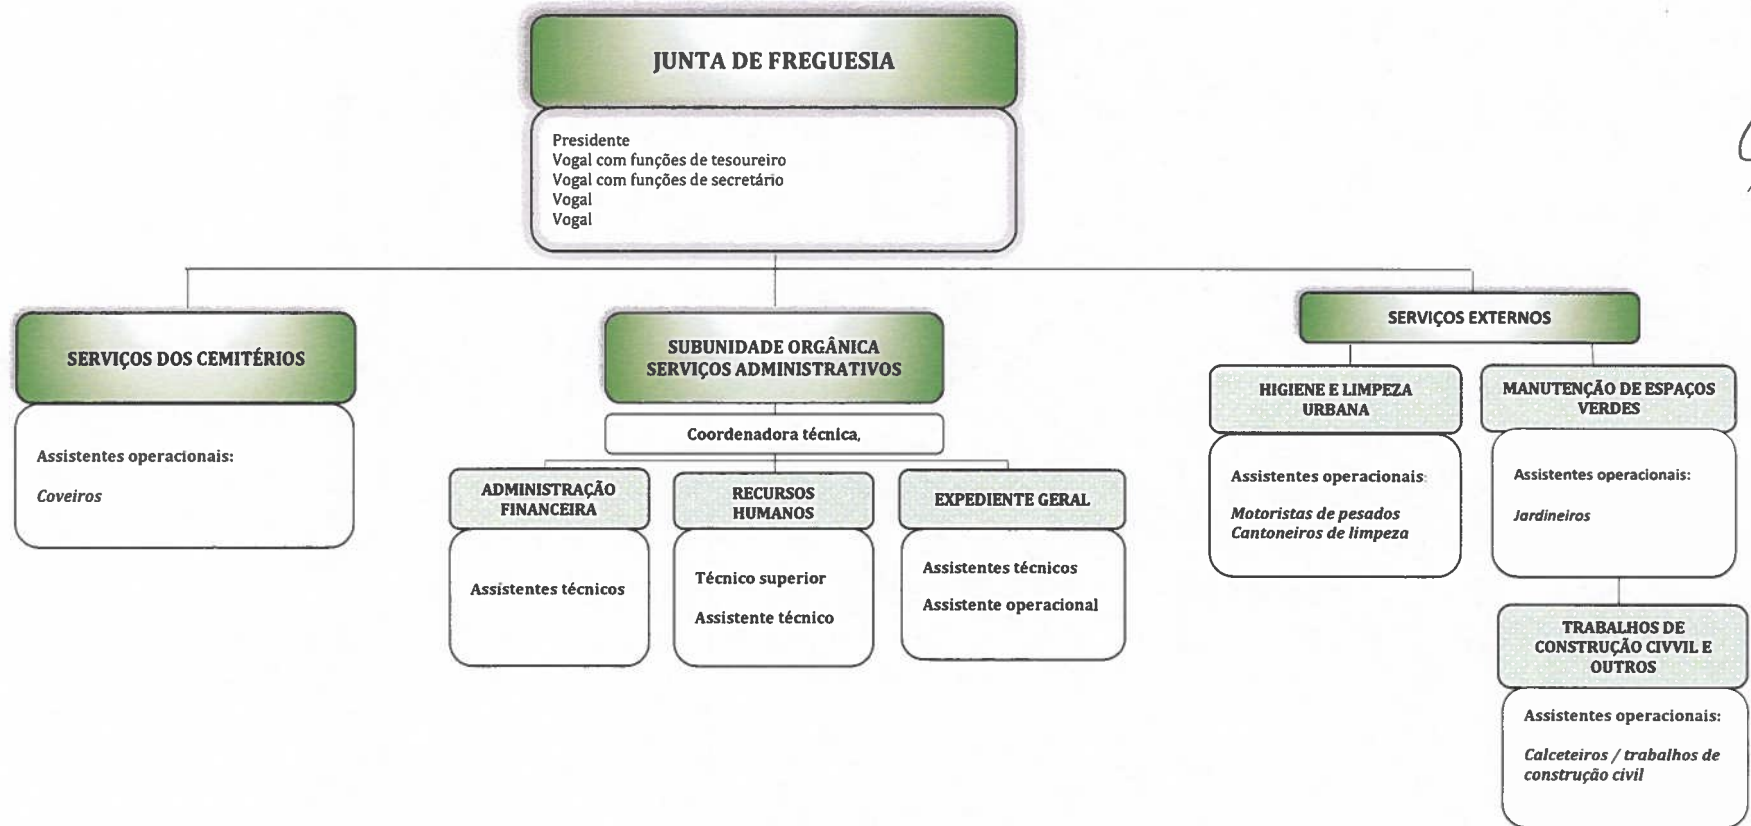 JUNTA DE FREGUESIA
Presidente
Vogal com funções de tesoureiro
Vogal com funções de secretário
Vogal
Vogal
SERVIÇOS DOS CEMITÉRIOS
Assistentes operacionais:
Coveiros
SUBUNIDADE ORGÂNICA
SERVIÇOS ADMINISTRATIVOS
Coordenadora técnica,
ADMINISTRAÇÃO
FINANCEIRA
Assistentes técnicos
RECURSOS
HUMANOS
Técnico superior
Assistente técnico
EXPEDIENTE GERAL
Assistentes técnicos
Assistente operacional
SERVIÇOS EXTERNOS
HIGIENE E LIMPEZA
URBANA
Assistentes operacionais:
Motoristas de pesados
Cantoneiros de limpeza
MANUTENÇÃO DE ESPAÇOS
VERDES
Assistentes operacionais:
Jardineiros
TRABALHOS DE
CONSTRUÇÃO CIVVIL E
OUTROS
Assistentes operacionais:
Calceteiros / trabalhos de
construção civil